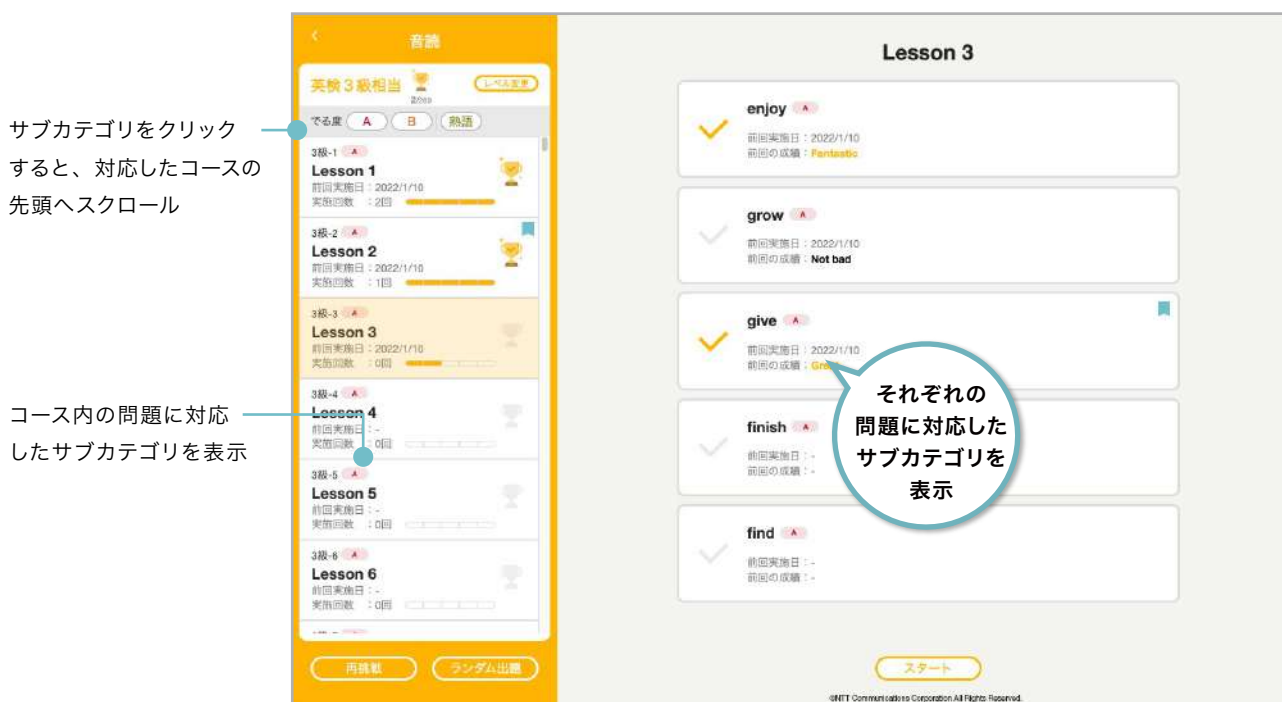 サブカテゴリをクリック
すると、対応したコースの
先頭へスクロール
コース内の問題に対応
したサブカテゴリを表示
音読
英検3級相当
レベル変更
でる度 A B 熟語
3級-1 A
Lesson 1
前回実施日：2022/1/10
実施回数 ：2回
3級-2 A
Lesson 2
前回実施日：2022/1/10
実施回数 ：1回
3級-3 A
Lesson 3
前回実施日：2022/1/10
実施回数 ：0回
3級-4 A
Lesson 4
前回実施日：-
実施回数 ：0回
3級-5 A
Lesson 5
前回実施日：-
実施回数 ：0回
3級-6 A
Lesson 6
前回実施日：-
実施回数 ：0回
再挑戦
ランダム出題
Lesson 3
enjoy A
前回実施日：2022/1/10
前回の成績：Fantastic
grow A
前回実施日：2022/1/10
前回の成績：Not bad
give A
前回実施日：2022/1/10
前回の成績：
それぞれの
問題に対応した
サブカテゴリを
表示
finish A
前回実施日：-
前回の成績：-
find A
前回実施日：-
前回の成績：-
スタート
©NTT Communications Corporation All Rights Reserved.